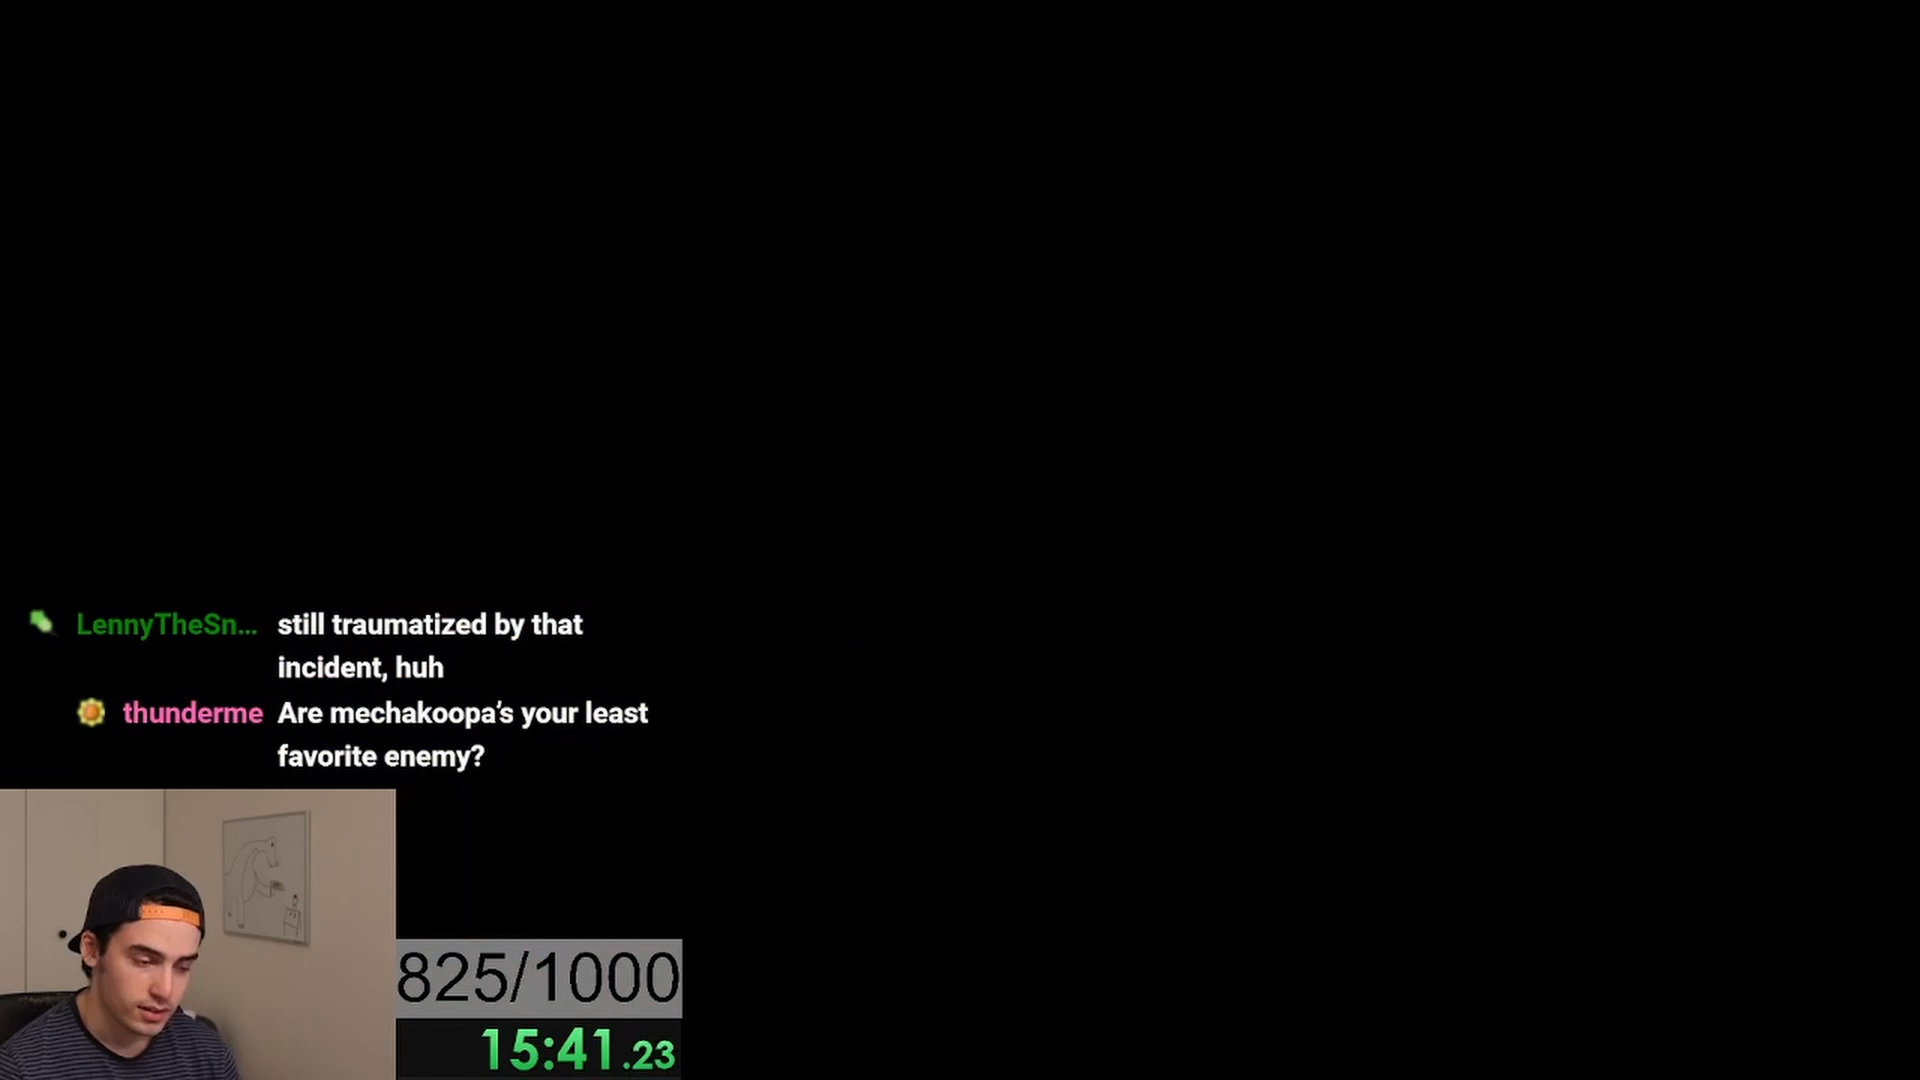 LennyTheSn... still traumatized by that
incident, huh
thunderme Are mechakoopa’s your least
favorite enemy?
825/1000
15:41.23